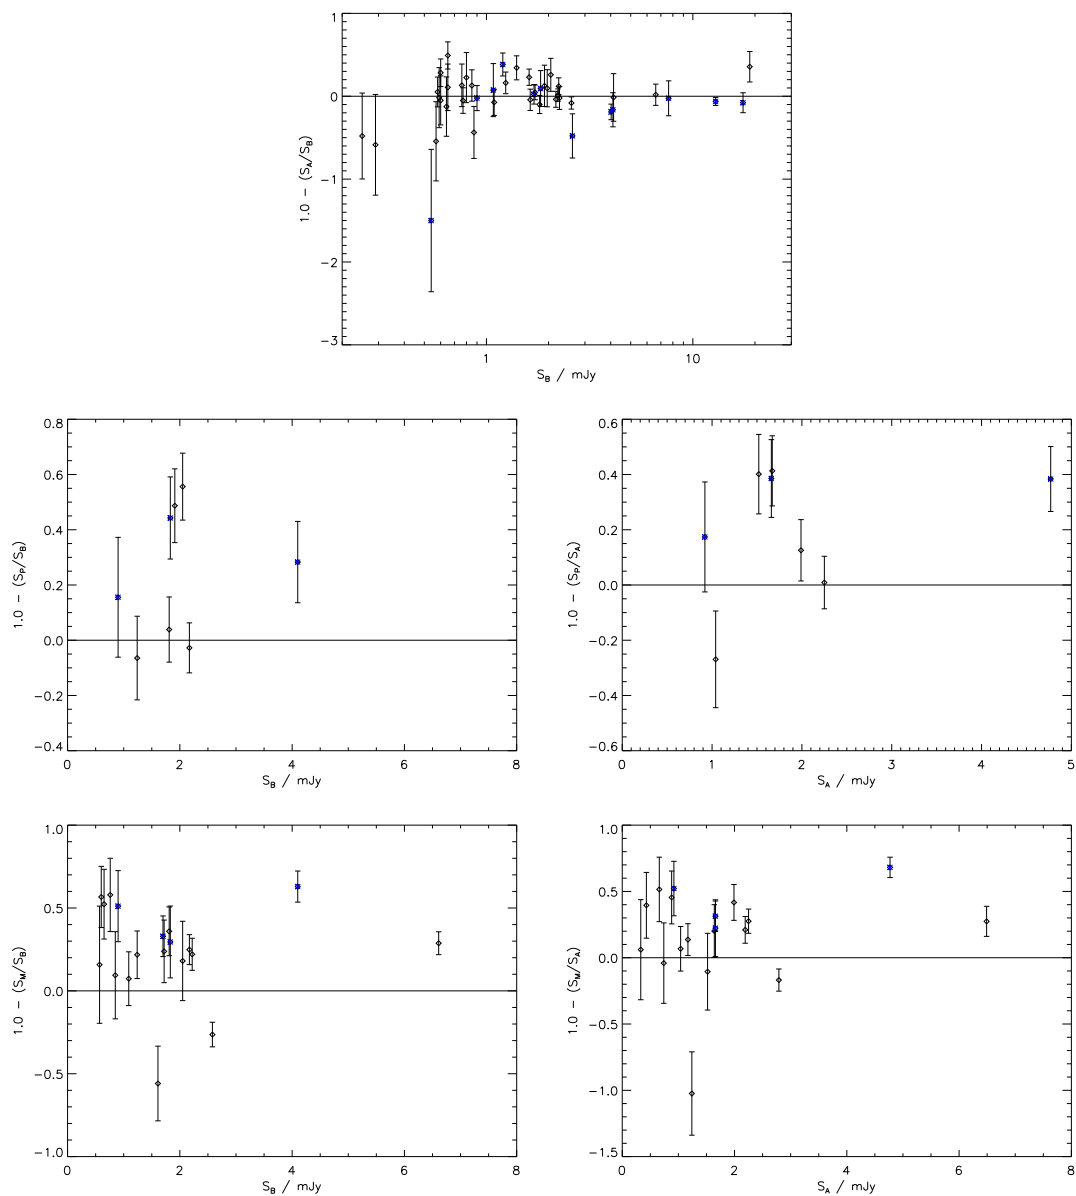 1
0
−1
−2
−3
1.0 − (S_A/S_B)
1 10
S_B / mJy
0.8
0.6
0.4
0.2
0.0
−0.2
−0.4
1.0 − (S_P/S_B)
0 2 4 6 8
S_B / mJy
0.6
0.4
0.2
0.0
−0.2
−0.4
−0.6
1.0 − (S_P/S_A)
0 1 2 3 4 5
S_A / mJy
1.0
0.5
0.0
−0.5
−1.0
1.0 − (S_M/S_B)
0 2 4 6 8
S_B / mJy
1.0
0.5
0.0
−0.5
−1.0
−1.5
1.0 − (S_M/S_A)
0 2 4 6 8
S_A / mJy